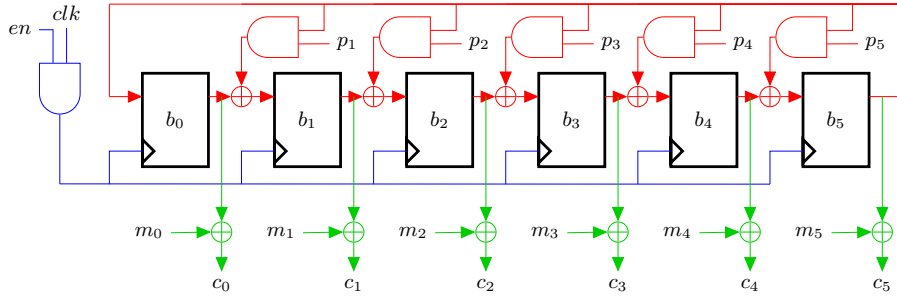 en clk
p₁ p₂ p₃ p₄ p₅
b₀ b₁ b₂ b₃ b₄ b₅
m₀ m₁ m₂ m₃ m₄ m₅
c₀ c₁ c₂ c₃ c₄ c₅